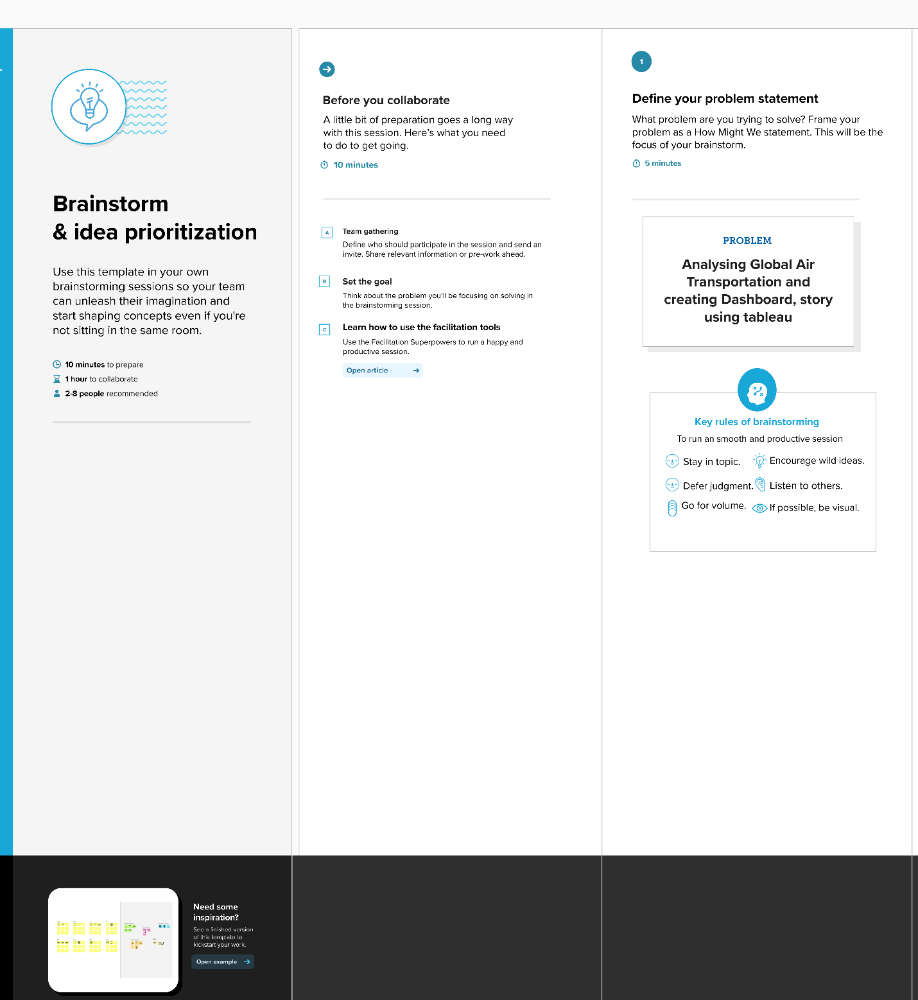 Brainstorm
& idea prioritization
Use this template in your own
brainstorming sessions so your team
can unleash their imagination and
start shaping concepts even if you're
not sitting in the same room.
10 minutes to prepare
1 hour to collaborate
2-8 people recommended
Need some
inspiration?
See a finished version
of this template to
kickstart your work.
Open example
Before you collaborate
A little bit of preparation goes a long way
with this session. Here’s what you need
to do to get going.
10 minutes
A
Team gathering
Define who should participate in the session and send an
invite. Share relevant information or pre-work ahead.
B
Set the goal
Think about the problem you'll be focusing on solving in
the brainstorming session.
C
Learn how to use the facilitation tools
Use the Facilitation Superpowers to run a happy and
productive session.
Open article
1
Define your problem statement
What problem are you trying to solve? Frame your
problem as a How Might We statement. This will be the
focus of your brainstorm.
5 minutes
PROBLEM
Analysing Global Air
Transportation and
creating Dashboard, story
using tableau
Key rules of brainstorming
To run an smooth and productive session
Stay in topic.
Encourage wild ideas.
Defer judgment.
Listen to others.
Go for volume.
If possible, be visual.